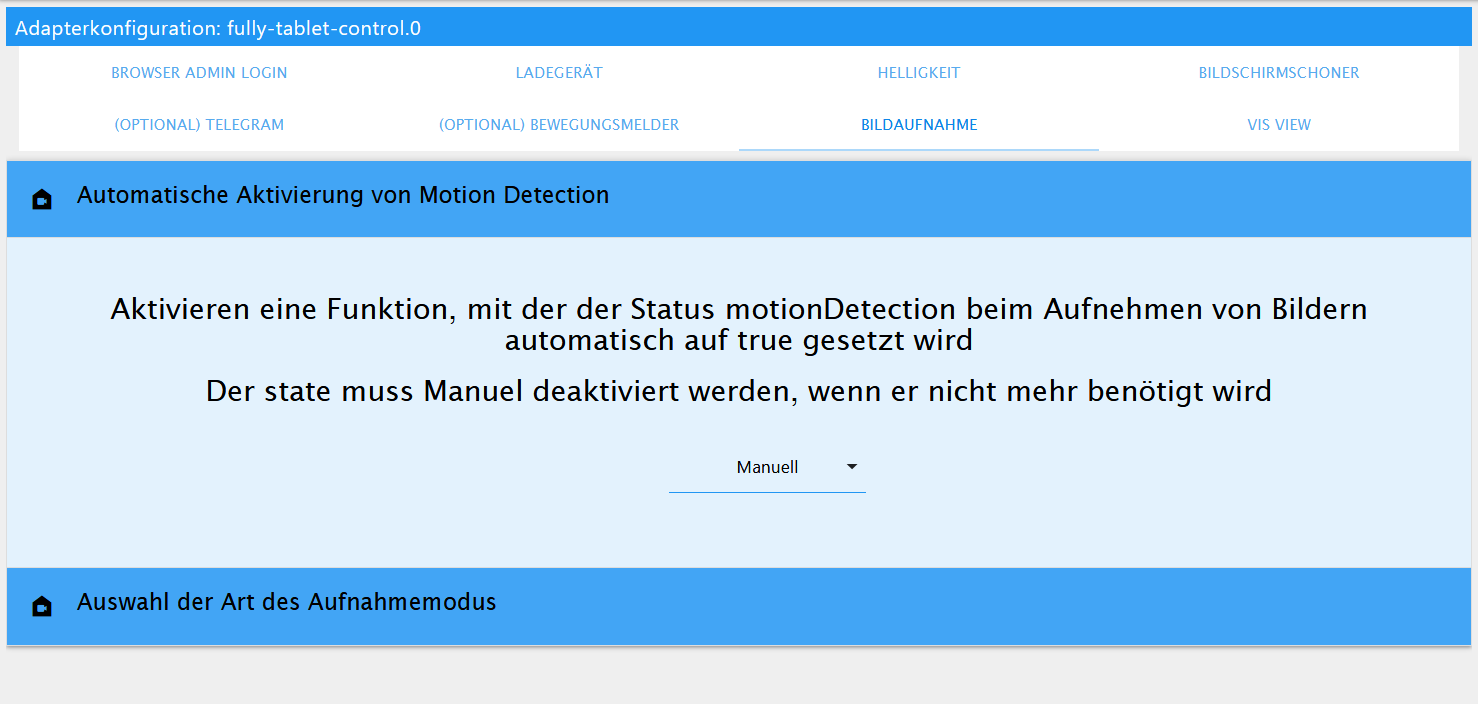 Adapterkonfiguration: fully-tablet-control.0
BROWSER ADMIN LOGIN LADEGERÄT HELLIGKEIT BILDSCHIRMSCHONER
(OPTIONAL) TELEGRAM (OPTIONAL) BEWEGUNGSMELDER BILDAUFNAHME VIS VIEW
Automatische Aktivierung von Motion Detection
Aktivieren eine Funktion, mit der der Status motionDetection beim Aufnehmen von Bildern
automatisch auf true gesetzt wird
Der state muss Manuel deaktiviert werden, wenn er nicht mehr benötigt wird
Manuell
Auswahl der Art des Aufnahmemodus